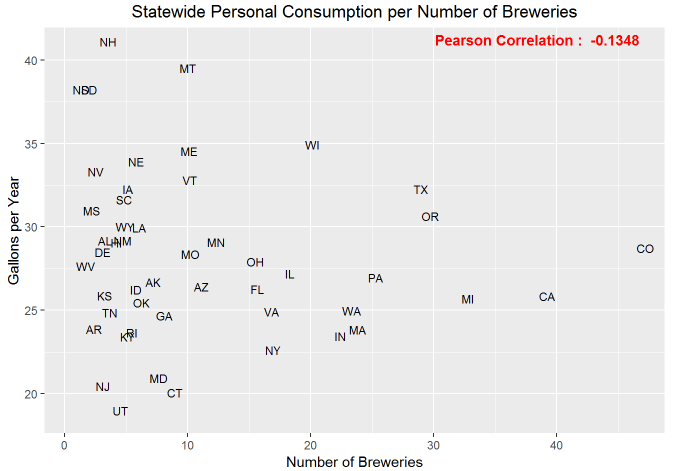 Statewide Personal Consumption per Number of Breweries
Pearson Correlation :  -0.1348
NH
40
MT
ND SD
35
WI
ME
NE
NV
VT
IA
TX
SC
MS
OR
30
WY LA
AL HI NM
MN
CO
DE
MO
OH
WV
IL
PA
AK
AZ
ID
FL
KS
CA
MI
OK
25
TN
VA
WA
GA
AR
RI
MA
KY
IN
NY
MD
NJ
20
CT
UT
Gallons per Year
0 10 20 30 40
Number of Breweries